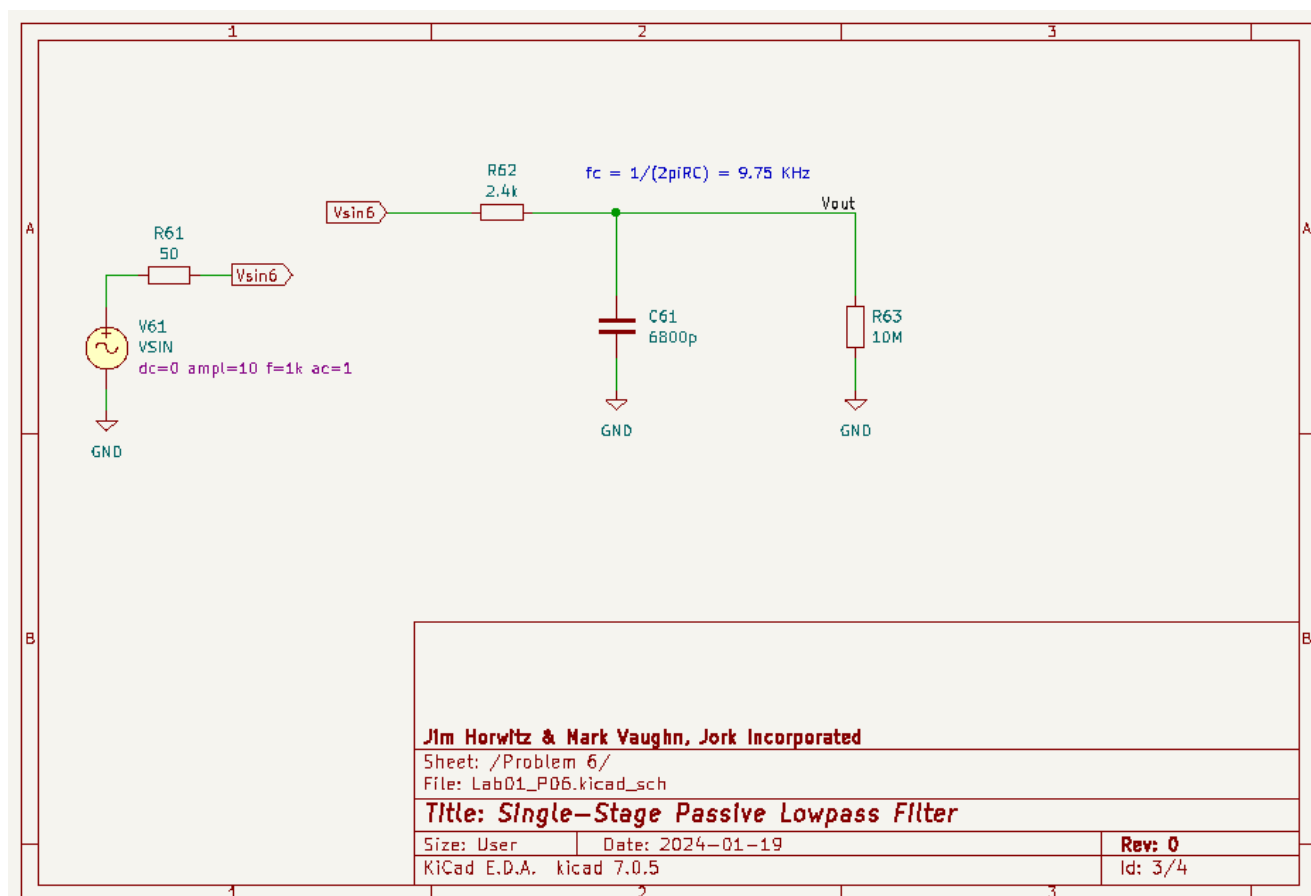 1 2 3
A A
R62
2.4k
fc = 1/(2piRC) = 9.75 KHz
Vsin6
Vout
R61
50
Vsin6
V61
VSIN
dc=0 ampl=10 f=1k ac=1
GND
C61
6800p
GND
R63
10M
GND
B B
Jim Horwitz & Mark Vaughn, Jork Incorporated
Sheet: /Problem 6/
File: Lab01_P06.kicad_sch
Title: Single-Stage Passive Lowpass Filter
Size: User Date: 2024-01-19 Rev: 0
KiCad E.D.A. kicad 7.0.5 Id: 3/4
1 2 3